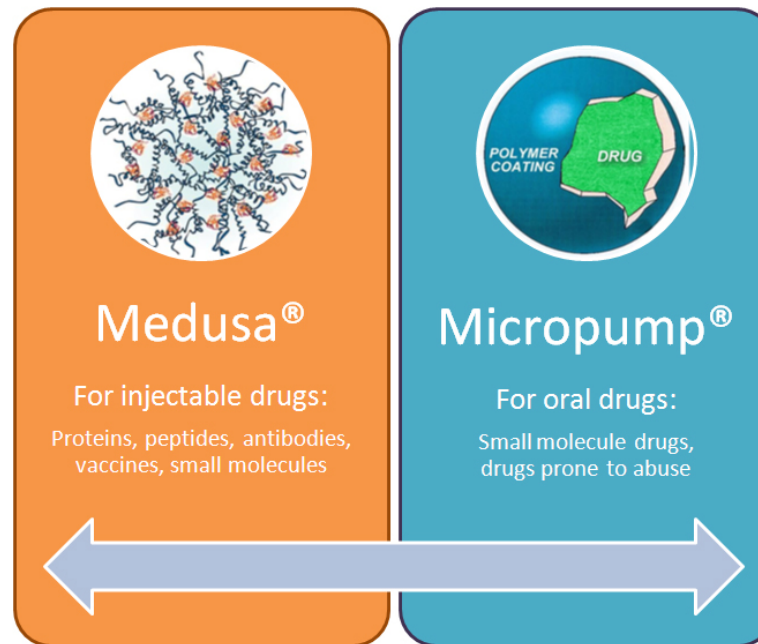 Medusa®
For injectable drugs:
Proteins, peptides, antibodies,
vaccines, small molecules
POLYMER
COATING
DRUG
Micropump®
For oral drugs:
Small molecule drugs,
drugs prone to abuse